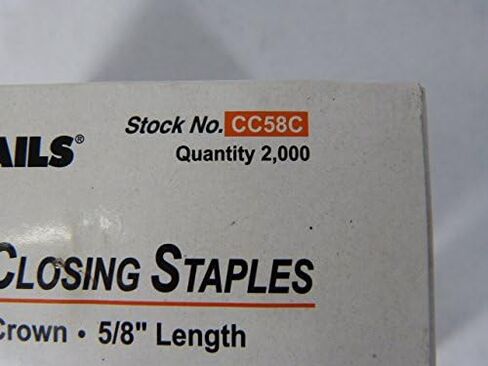 Stock No. CC58C
AILS®
Quantity 2,000
CLOSING STAPLES
Crown • 5/8" Length